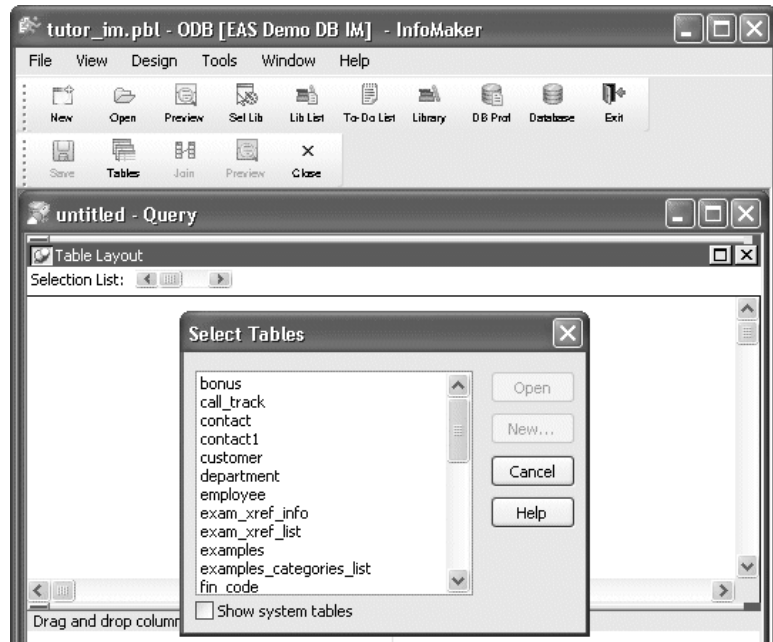 tutor_im.pbl - ODB [EAS Demo DB IM] - InfoMaker
File View Design Tools Window Help
New Open Preview Sel Lib Lib List To-Do List Library DB Prof Database Exit
Save Tables Join Preview Close
untitled - Query
Table Layout
Selection List:
Select Tables
bonus
call_track
contact
contact1
customer
department
employee
exam_xref_info
exam_xref_list
examples
examples_categories_list
fin_code
Show system tables
Open
New...
Cancel
Help
Drag and drop column